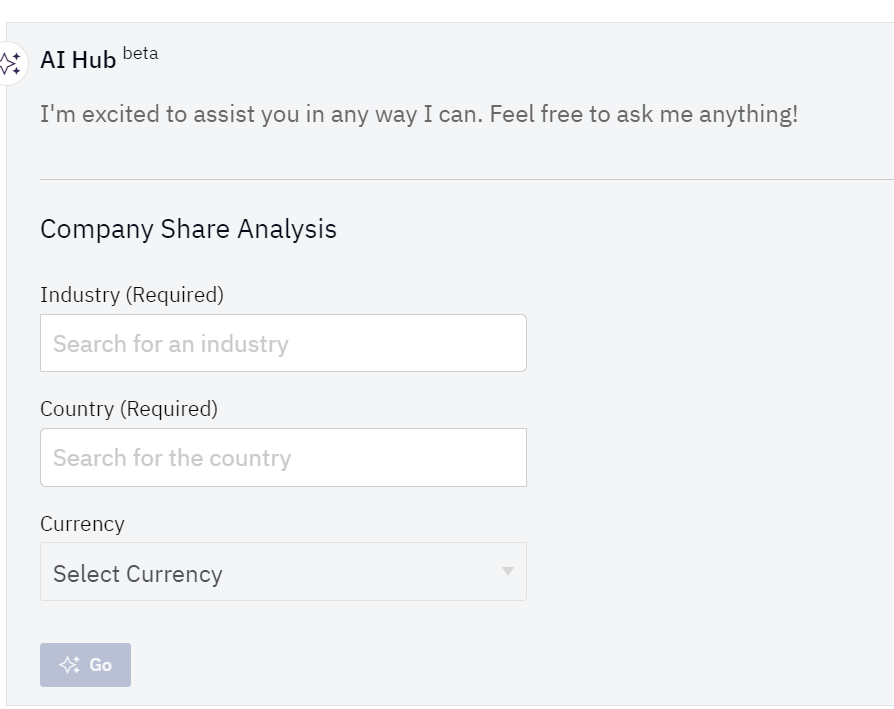 AI Hub beta
I'm excited to assist you in any way I can. Feel free to ask me anything!
Company Share Analysis
Industry (Required)
Search for an industry
Country (Required)
Search for the country
Currency
Select Currency
Go